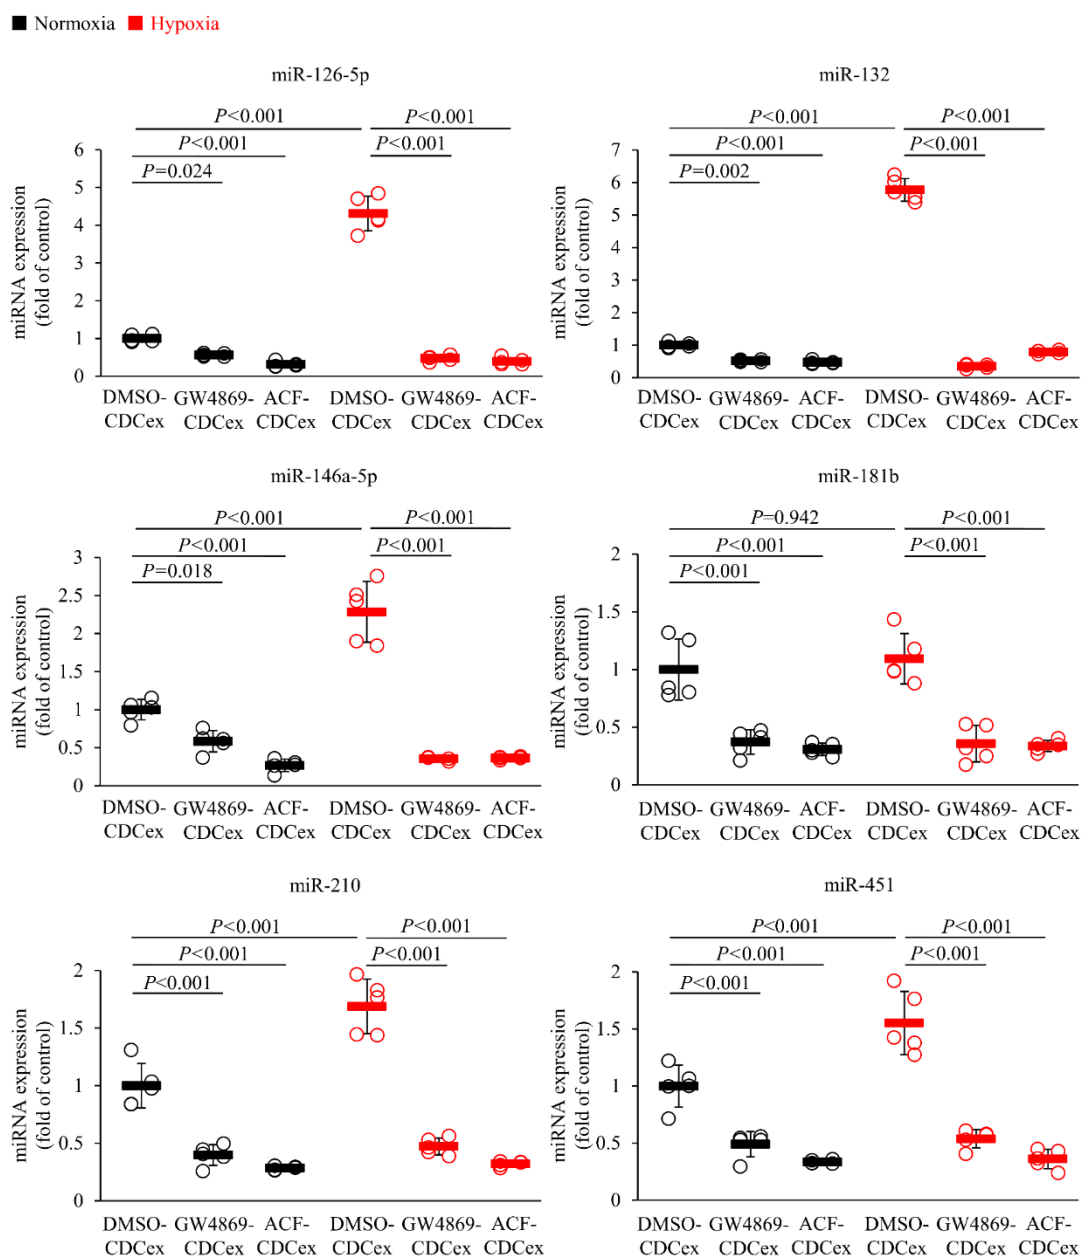 Normoxia Hypoxia
miR-126-5p
P<0.001
P<0.001
P<0.001
P<0.001
P=0.024
miRNA expression
(fold of control)
6
5
4
3
2
1
0
DMSO-
CDCex
GW4869-
CDCex
ACF-
CDCex
DMSO-
CDCex
GW4869-
CDCex
ACF-
CDCex
miR-132
P<0.001
P<0.001
P<0.001
P<0.001
P=0.002
miRNA expression
(fold of control)
7
6
5
4
3
2
1
0
DMSO-
CDCex
GW4869-
CDCex
ACF-
CDCex
DMSO-
CDCex
GW4869-
CDCex
ACF-
CDCex
miR-146a-5p
P<0.001
P<0.001
P<0.001
P<0.001
P=0.018
miRNA expression
(fold of control)
3
2.5
2
1.5
1
0.5
0
DMSO-
CDCex
GW4869-
CDCex
ACF-
CDCex
DMSO-
CDCex
GW4869-
CDCex
ACF-
CDCex
miR-181b
P=0.942
P<0.001
P<0.001
P<0.001
P<0.001
miRNA expression
(fold of control)
2
1.5
1
0.5
0
DMSO-
CDCex
GW4869-
CDCex
ACF-
CDCex
DMSO-
CDCex
GW4869-
CDCex
ACF-
CDCex
miR-210
P<0.001
P<0.001
P<0.001
P<0.001
P<0.001
miRNA expression
(fold of control)
2
1.5
1
0.5
0
DMSO-
CDCex
GW4869-
CDCex
ACF-
CDCex
DMSO-
CDCex
GW4869-
CDCex
ACF-
CDCex
miR-451
P<0.001
P<0.001
P<0.001
P<0.001
P<0.001
miRNA expression
(fold of control)
2
1.5
1
0.5
0
DMSO-
CDCex
GW4869-
CDCex
ACF-
CDCex
DMSO-
CDCex
GW4869-
CDCex
ACF-
CDCex